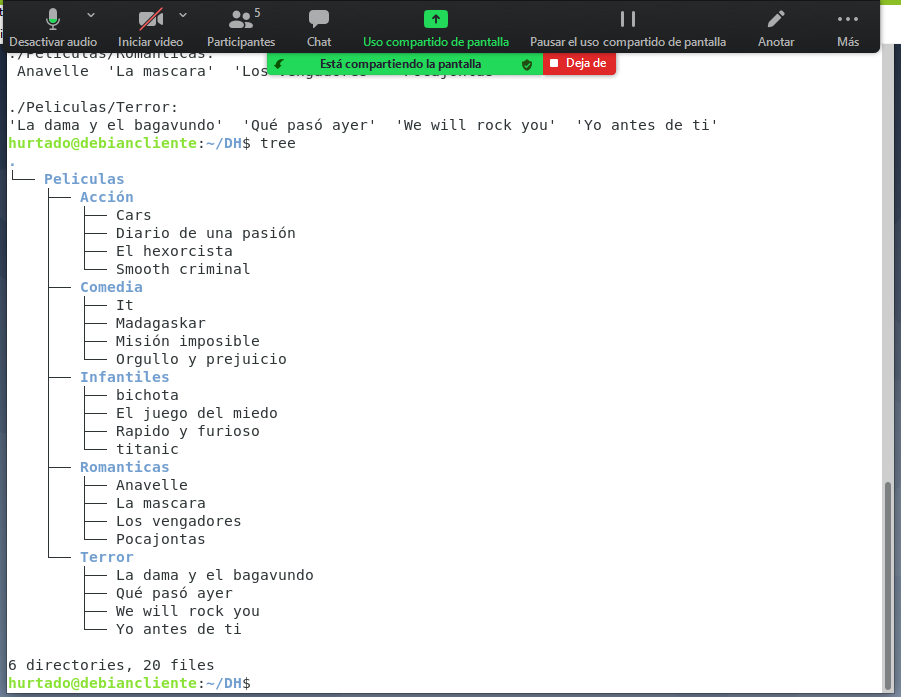 5
Desactivar audio Iniciar video Participantes Chat Uso compartido de pantalla Pausar el uso compartido de pantalla Anotar Más
Está compartiendo la pantalla Deja de
./Peliculas/Romanticas:
Anavelle 'La mascara' 'Los vengadores' Pocajontas
./Peliculas/Terror:
'La dama y el bagavundo' 'Qué pasó ayer' 'We will rock you' 'Yo antes de ti'
hurtado@debiancliente:~/DH$ tree
.
└── Peliculas
├── Acción
├── Cars
├── Diario de una pasión
├── El hexorcista
└── Smooth criminal
├── Comedia
├── It
├── Madagaskar
├── Misión imposible
└── Orgullo y prejuicio
├── Infantiles
├── bichota
├── El juego del miedo
├── Rapido y furioso
└── titanic
├── Romanticas
├── Anavelle
├── La mascara
├── Los vengadores
└── Pocajontas
└── Terror
├── La dama y el bagavundo
├── Qué pasó ayer
├── We will rock you
└── Yo antes de ti
6 directories, 20 files
hurtado@debiancliente:~/DH$